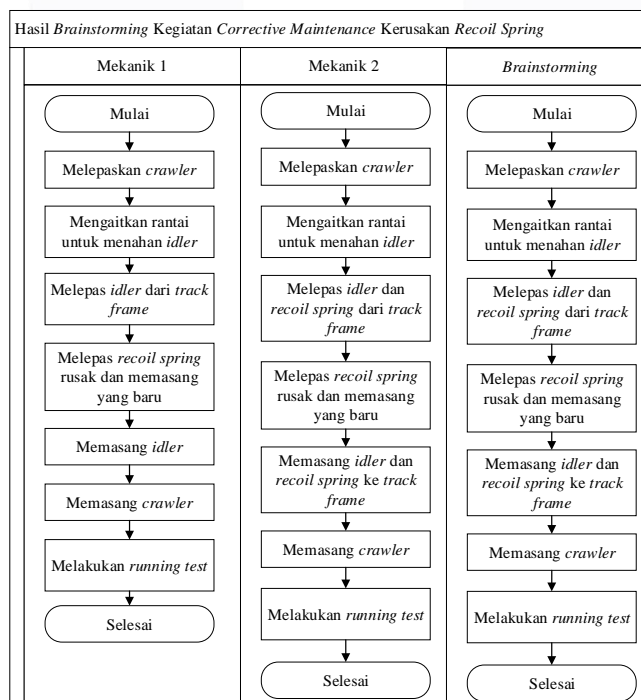 Hasil Brainstorming Kegiatan Corrective Maintenance Kerusakan Recoil Spring
Mekanik 1
Mulai
Melepaskan crawler
Mengaitkan rantai
untuk menahan idler
Melepas idler dari track
frame
Melepas recoil spring
rusak dan memasang
yang baru
Memasang idler
Memasang crawler
Melakukan running test
Selesai
Mekanik 2
Mulai
Melepaskan crawler
Mengaitkan rantai
untuk menahan idler
Melepas idler dan
recoil spring dari track
frame
Melepas recoil spring
rusak dan memasang
yang baru
Memasang idler dan
recoil spring ke track
frame
Memasang crawler
Melakukan running test
Selesai
Brainstorming
Mulai
Melepaskan crawler
Mengaitkan rantai
untuk menahan idler
Melepas idler dan
recoil spring dari track
frame
Melepas recoil spring
rusak dan memasang
yang baru
Memasang idler dan
recoil spring ke track
frame
Memasang crawler
Melakukan running test
Selesai